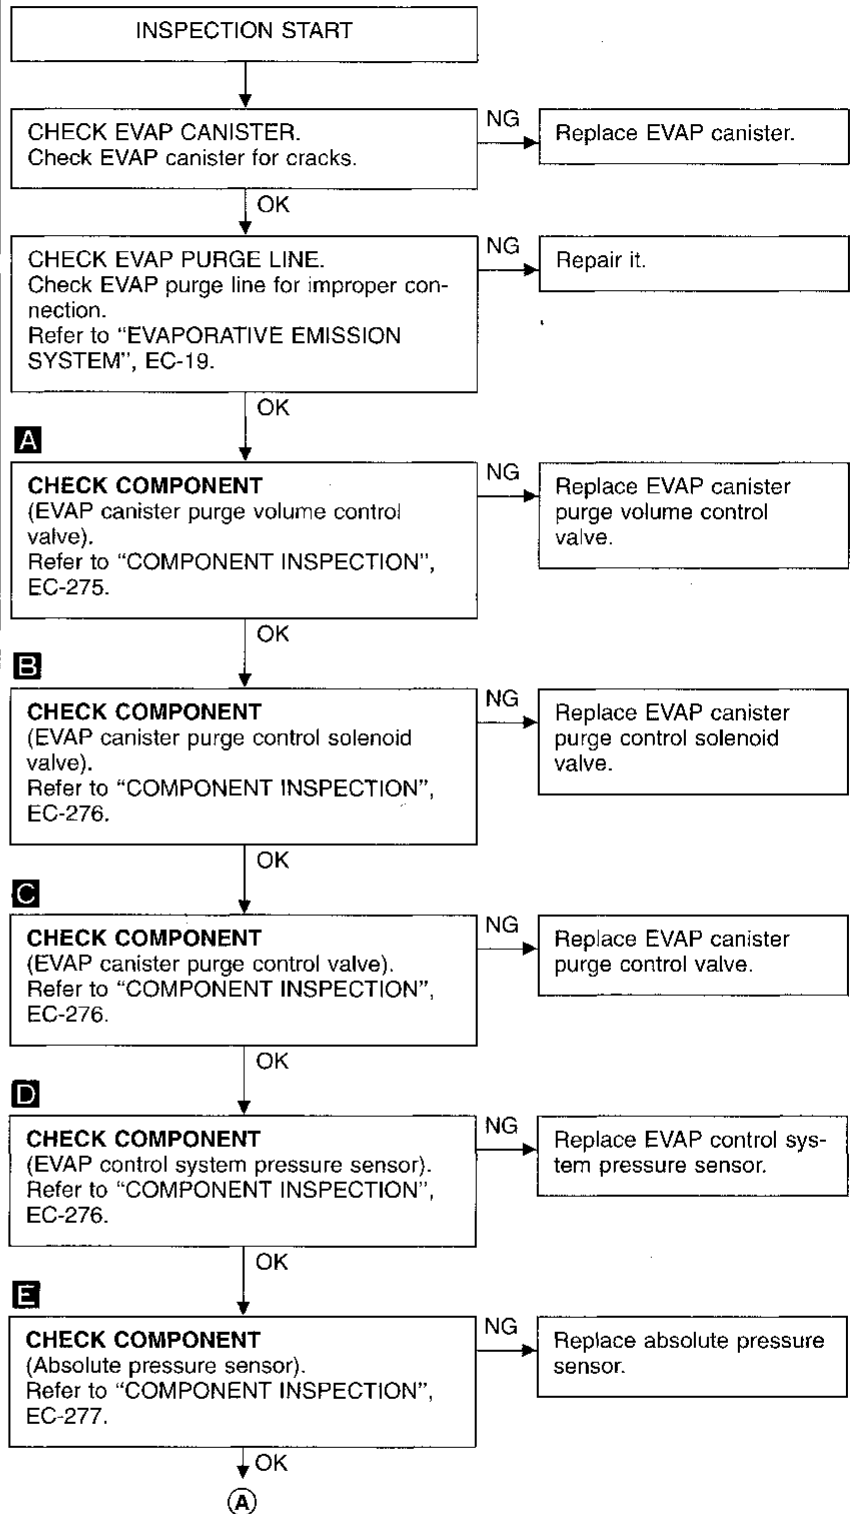 INSPECTION START
CHECK EVAP CANISTER.
Check EVAP canister for cracks.
NG
Replace EVAP canister.
OK
CHECK EVAP PURGE LINE.
Check EVAP purge line for improper con-
nection.
Refer to “EVAPORATIVE EMISSION
SYSTEM”, EC-19.
NG
Repair it.
OK
A
CHECK COMPONENT
(EVAP canister purge volume control
valve).
Refer to “COMPONENT INSPECTION”,
EC-275.
NG
Replace EVAP canister
purge volume control
valve.
OK
B
CHECK COMPONENT
(EVAP canister purge control solenoid
valve).
Refer to “COMPONENT INSPECTION”,
EC-276.
NG
Replace EVAP canister
purge control solenoid
valve.
OK
C
CHECK COMPONENT
(EVAP canister purge control valve).
Refer to “COMPONENT INSPECTION”,
EC-276.
NG
Replace EVAP canister
purge control valve.
OK
D
CHECK COMPONENT
(EVAP control system pressure sensor).
Refer to “COMPONENT INSPECTION”,
EC-276.
NG
Replace EVAP control sys-
tem pressure sensor.
OK
E
CHECK COMPONENT
(Absolute pressure sensor).
Refer to “COMPONENT INSPECTION”,
EC-277.
NG
Replace absolute pressure
sensor.
OK
A